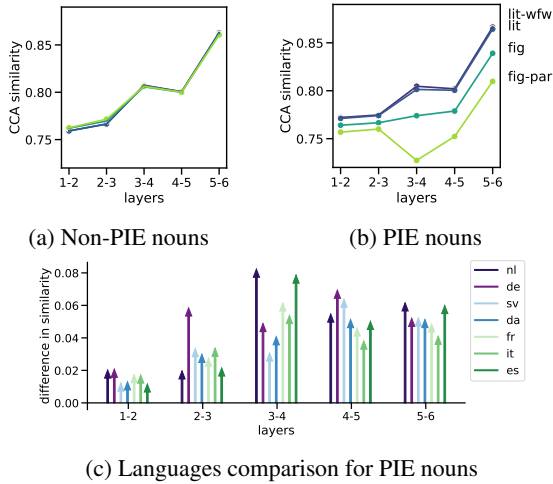 0.85
0.80
0.75
CCA similarity
1-2 2-3 3-4 4-5 5-6
layers
(a) Non-PIE nouns
0.85
0.80
0.75
CCA similarity
1-2 2-3 3-4 4-5 5-6
layers
lit-wfw
lit
fig
fig-par
(b) PIE nouns
0.08
0.06
0.04
0.02
0.00
difference in similarity
1-2 2-3 3-4 4-5 5-6
layers
nl
de
sv
da
fr
it
es
(c) Languages comparison for PIE nouns